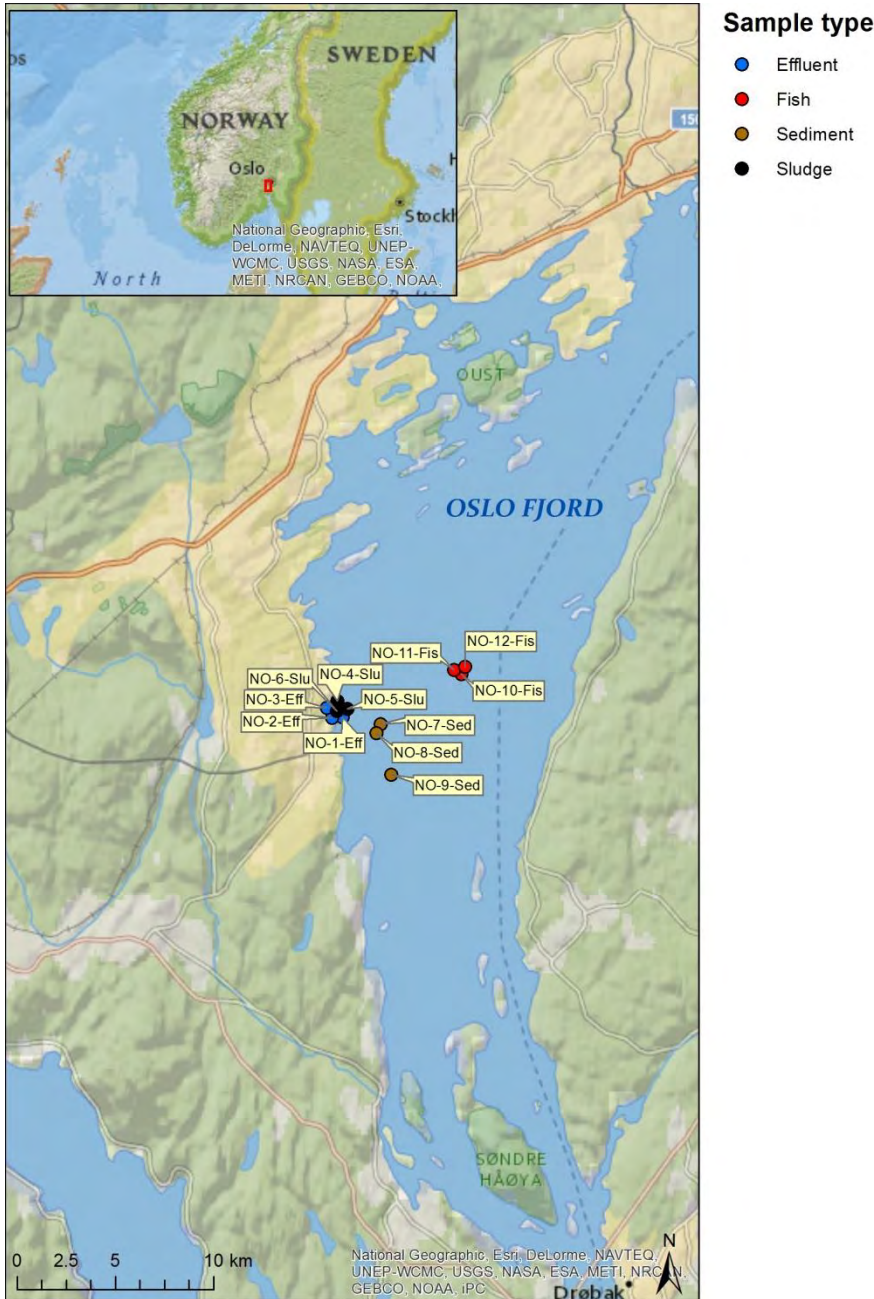 Sample type
Effluent
Fish
Sediment
Sludge
SWEDEN
NORWAY
Oslo
Stockh
National Geographic, Esri,
DeLorme, NAVTEQ, UNEP-
WCMC, USGS, NASA, ESA,
METI, NRCAN, GEBCO, NOAA,
North
OUST
OSLO FJORD
NO-12-Fis
NO-11-Fis
NO-10-Fis
NO-4-Slu
NO-6-Slu
NO-3-Eff
NO-5-Slu
NO-2-Eff
NO-7-Sed
NO-1-Eff
NO-8-Sed
NO-9-Sed
SØNDRE
HÅØYA
N
0 2.5 5 10 km
National Geographic, Esri, DeLorme, NAVTEQ,
UNEP-WCMC, USGS, NASA, ESA, METI, NRCAN,
GEBCO, NOAA, iPC
Drøbak